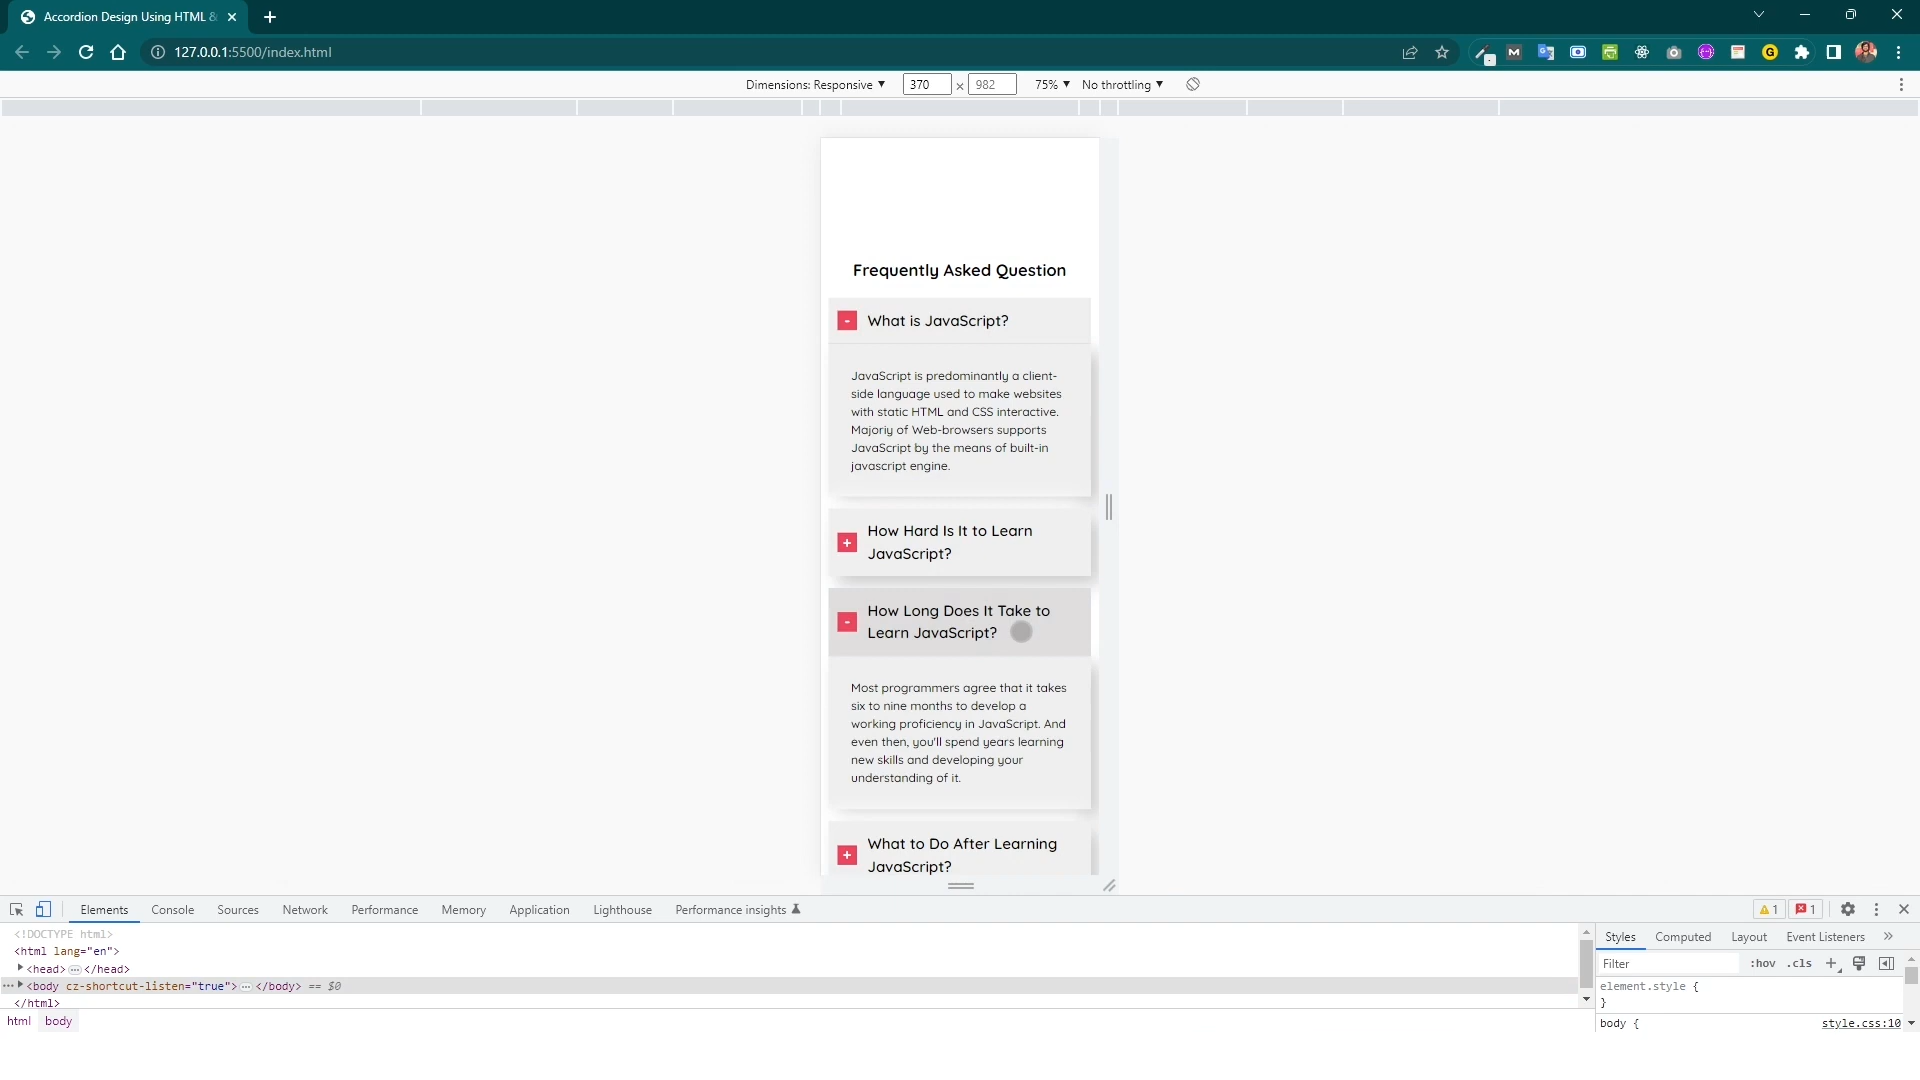 Accordion Design Using HTML &
127.0.0.1:5500/index.html
Dimensions: Responsive ▼ 370 × 982 75% ▼ No throttling ▼
Frequently Asked Question
- What is JavaScript?
JavaScript is predominantly a client-
side language used to make websites
with static HTML and CSS interactive.
Majoriy of Web-browsers supports
JavaScript by the means of built-in
javascript engine.
How Hard Is It to Learn
+
JavaScript?
How Long Does It Take to
-
Learn JavaScript?
Most programmers agree that it takes
six to nine months to develop a
working proficiency in JavaScript. And
even then, you'll spend years learning
new skills and developing your
understanding of it.
What to Do After Learning
+
JavaScript?
Elements Console Sources Network Performance Memory Application Lighthouse Performance insights 1 1
<!DOCTYPE html>
<html lang="en">
<head> … </head>
… <body cz-shortcut-listen="true"> … </body> == $0
</html>
html body
Styles Computed Layout Event Listeners »
Filter :hov .cls +
element.style {
}
body { style.css:10